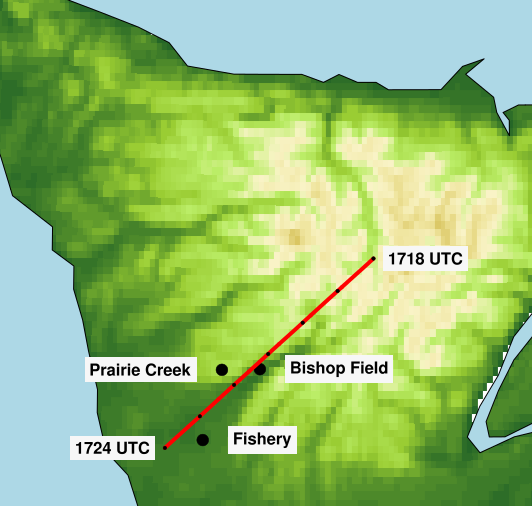 1718 UTC
Prairie Creek
Bishop Field
Fishery
1724 UTC